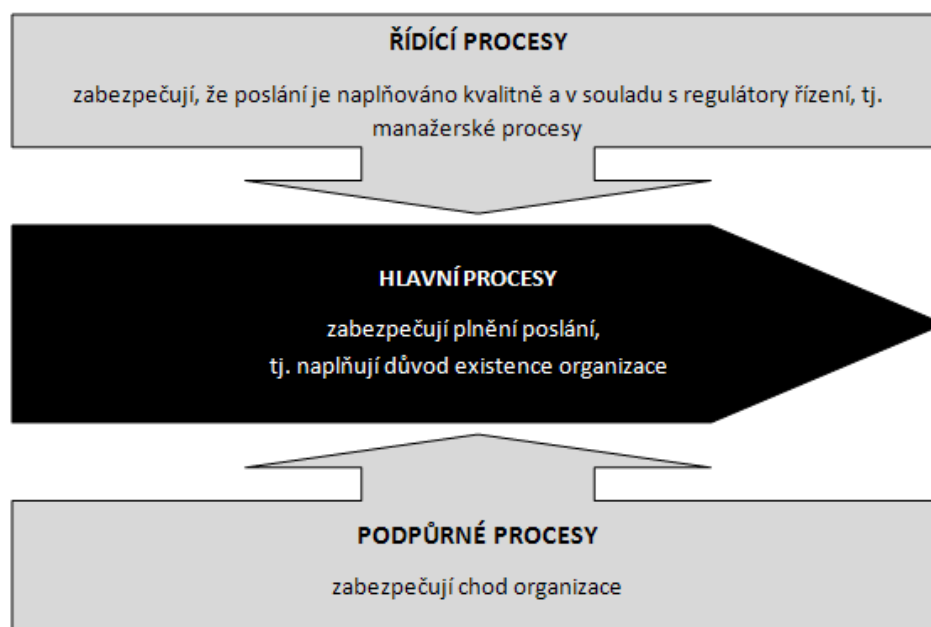 ŘÍDÍCÍ PROCESY
zabezpečují, že poslání je naplňováno kvalitně a v souladu s regulátory řízení, tj.
manažerské procesy
HLAVNÍ PROCESY
zabezpečují plnění poslání,
tj. naplňují důvod existence organizace
PODPŮRNÉ PROCESY
zabezpečují chod organizace